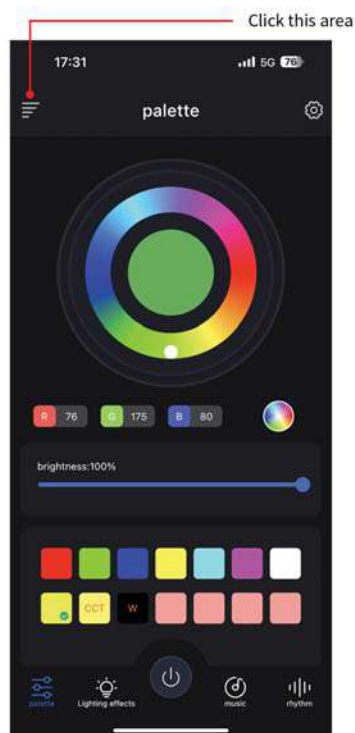 Click this area
17:31
5G 76
palette
R 76 G 175 B 80
brightness:100%
CCT W
palette Lighting effects music rhythm